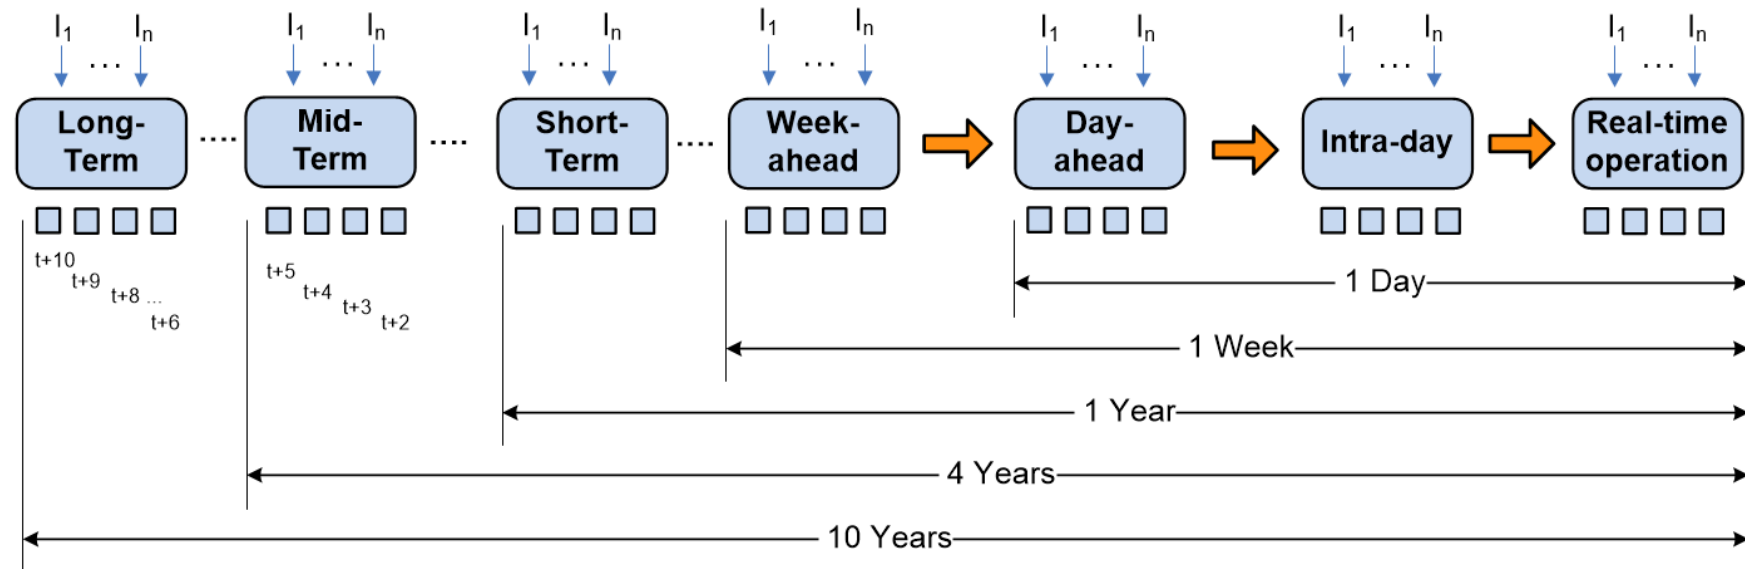 I1 ... In
I1 ... In
I1 ... In
I1 ... In
I1 ... In
I1 ... In
I1 ... In
Long-
Term
....
Mid-
Term
....
Short-
Term
....
Week-
ahead
Day-
ahead
Intra-day
Real-time
operation
t+10
t+9
t+8 ...
t+6
t+5
t+4
t+3
t+2
1 Day
1 Week
1 Year
4 Years
10 Years